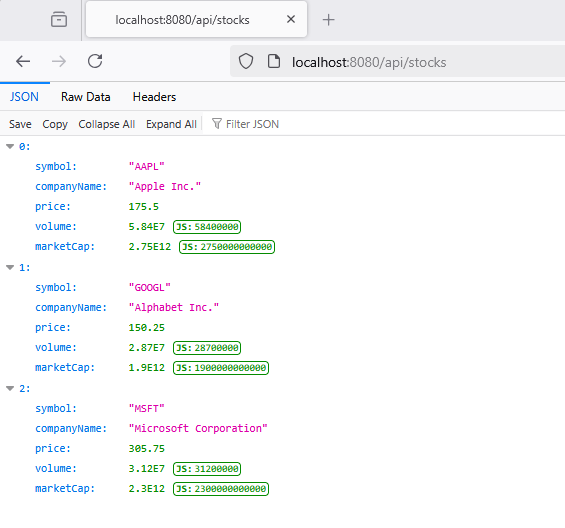 localhost:8080/api/stocks
localhost:8080/api/stocks
JSON Raw Data Headers
Save Copy Collapse All Expand All Filter JSON
0:
symbol: "AAPL"
companyName: "Apple Inc."
price: 175.5
volume: 5.84E7 JS:58400000
marketCap: 2.75E12 JS:2750000000000
1:
symbol: "GOOGL"
companyName: "Alphabet Inc."
price: 150.25
volume: 2.87E7 JS:28700000
marketCap: 1.9E12 JS:1900000000000
2:
symbol: "MSFT"
companyName: "Microsoft Corporation"
price: 305.75
volume: 3.12E7 JS:31200000
marketCap: 2.3E12 JS:2300000000000